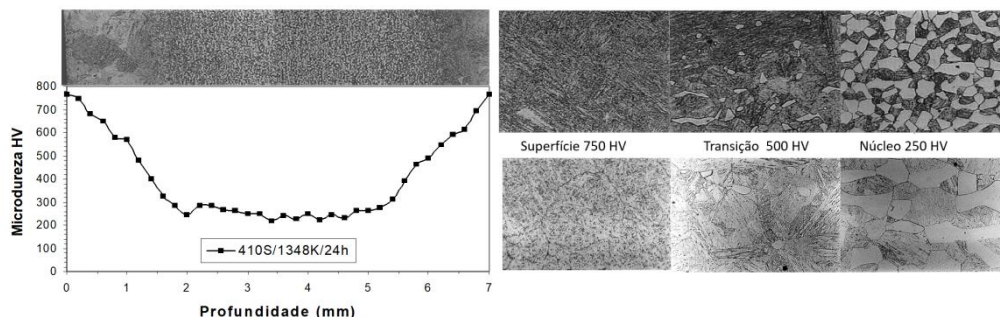 800
700
600
500
400
300
200
100
0
Microdureza HV
410S/1348K/24h
0 1 2 3 4 5 6 7
Profundidade (mm)
Superfície 750 HV Transição 500 HV Núcleo 250 HV